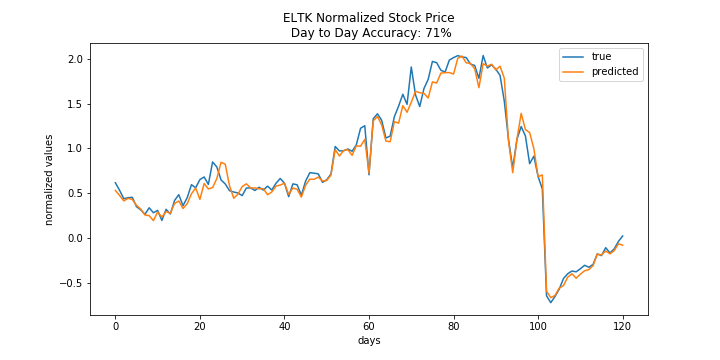 ELTK Normalized Stock Price
Day to Day Accuracy: 71%
true
predicted
normalized values
2.0
1.5
1.0
0.5
0.0
−0.5
0 20 40 60 80 100 120
days